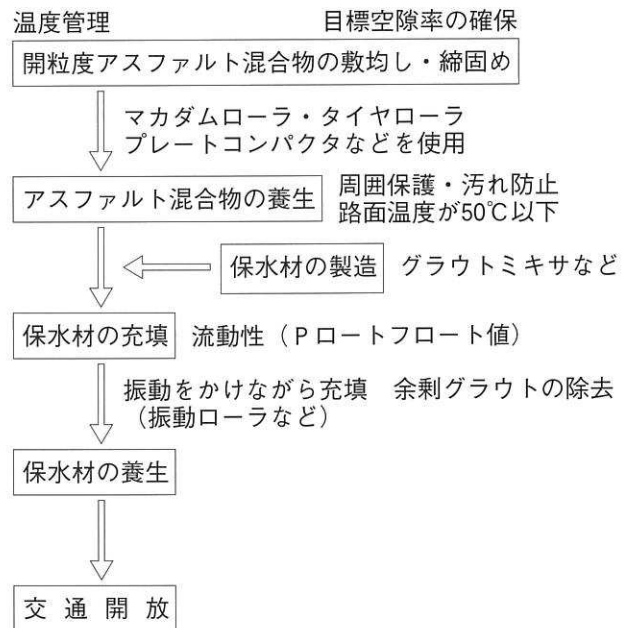 温度管理　目標空隙率の確保
開粒度アスファルト混合物の敷均し・締固め
マカダムローラ・タイヤローラ
プレートコンパクタなどを使用
アスファルト混合物の養生
周囲保護・汚れ防止
路面温度が50℃以下
保水材の製造　グラウトミキサなど
保水材の充填　流動性（Pロートフロート値）
振動をかけながら充填　余剰グラウトの除去
（振動ローラなど）
保水材の養生
交通開放